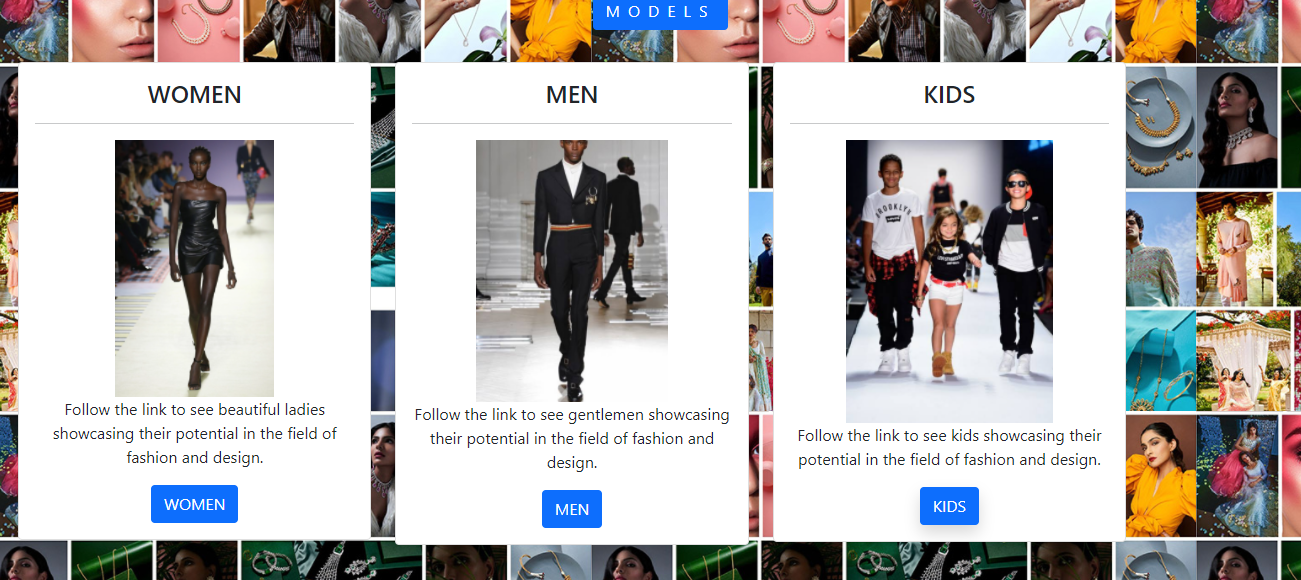 MODELS
WOMEN
Follow the link to see beautiful ladies
showcasing their potential in the field of
fashion and design.
WOMEN
MEN
Follow the link to see gentlemen showcasing
their potential in the field of fashion and
design.
MEN
KIDS
BROOKLYN
Follow the link to see kids showcasing their
potential in the field of fashion and design.
KIDS